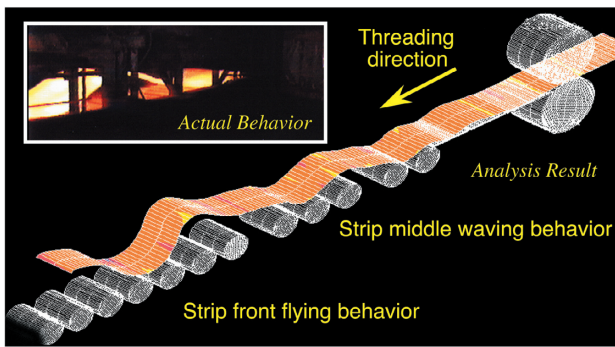 Threading
direction
Actual Behavior
Analysis Result
Strip middle waving behavior
Strip front flying behavior